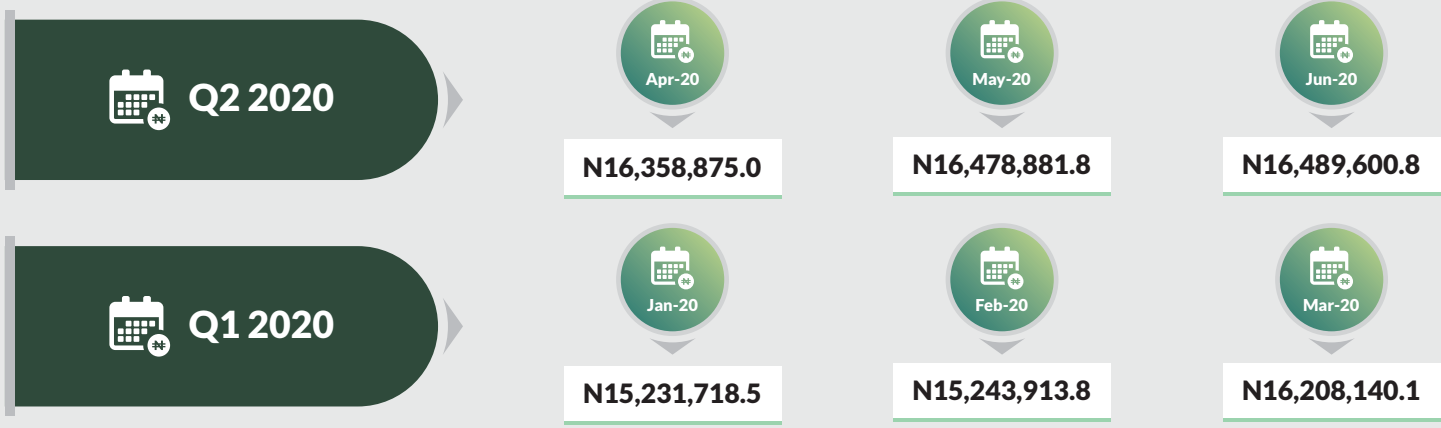 Q2 2020
Apr-20
May-20
Jun-20
N16,358,875.0
N16,478,881.8
N16,489,600.8
Q1 2020
Jan-20
Feb-20
Mar-20
N15,231,718.5
N15,243,913.8
N16,208,140.1